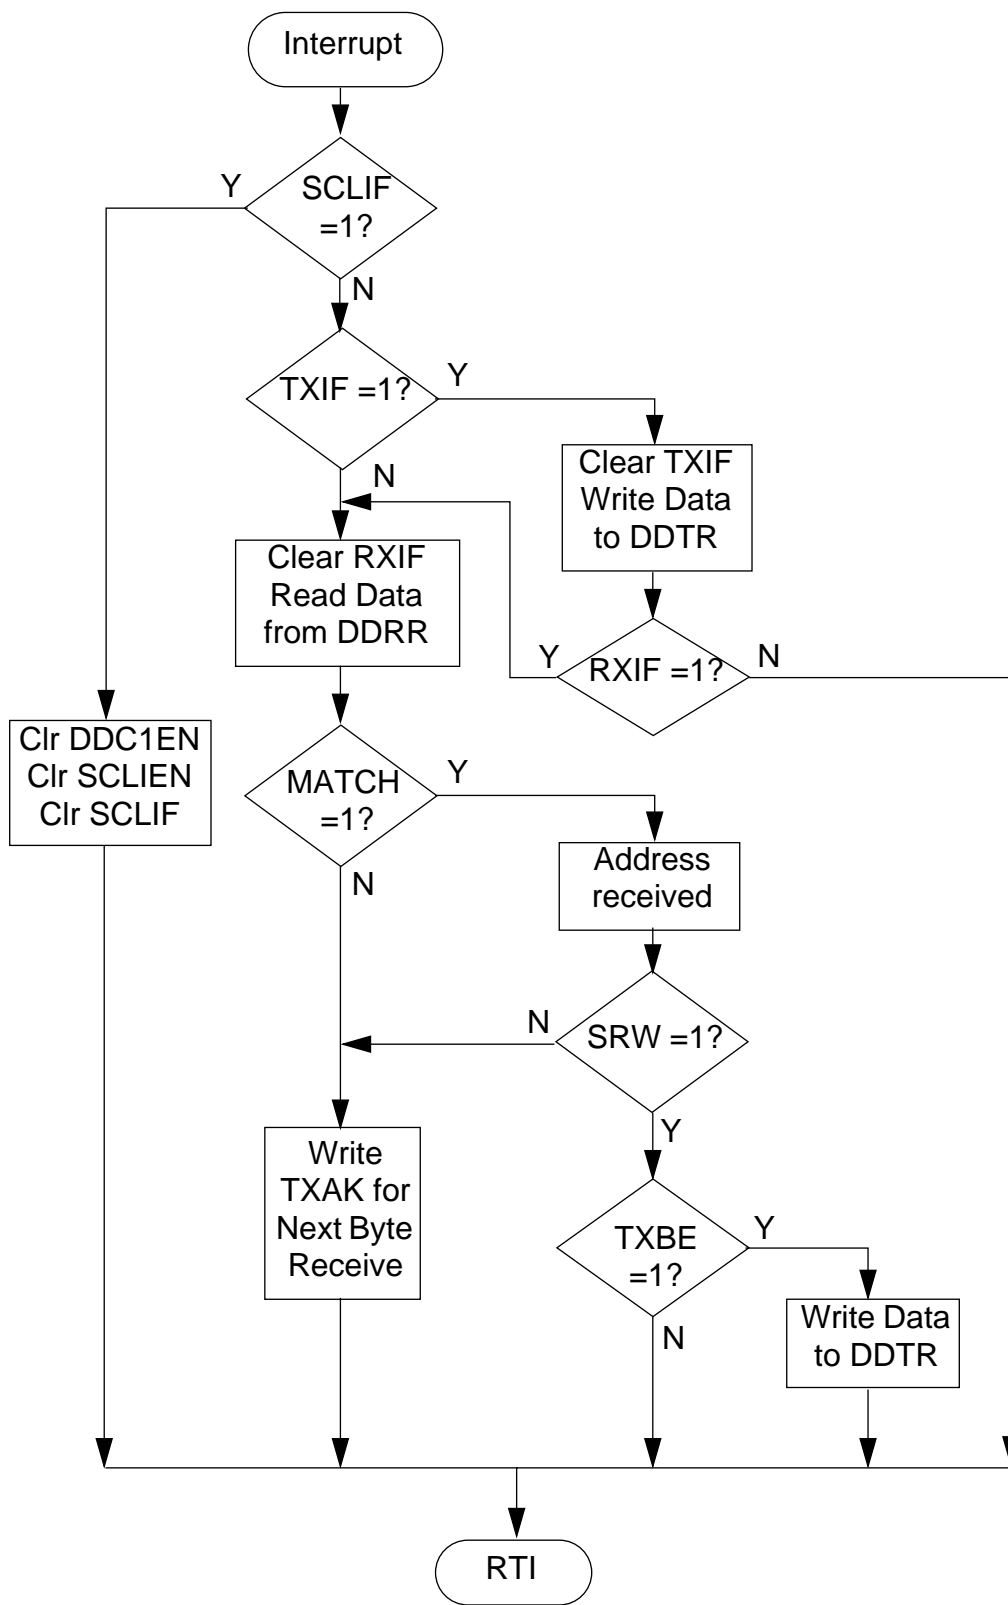 Interrupt
Y
SCLIF
=1?
N
TXIF =1?
Y
N
Clear TXIF
Write Data
to DDTR
Clear RXIF
Read Data
from DDRR
Y
RXIF =1?
N
Clr DDC1EN
Clr SCLIEN
Clr SCLIF
MATCH
=1?
Y
N
Address
received
N
SRW =1?
Y
Write
TXAK for
Next Byte
Receive
TXBE
=1?
Y
N
Write Data
to DDTR
RTI